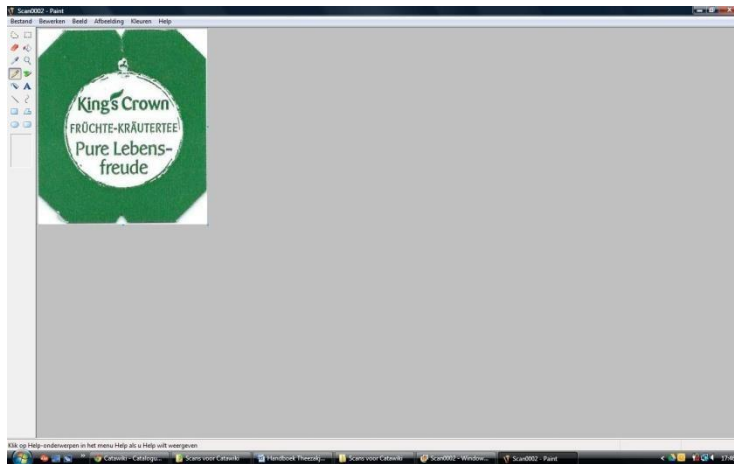 Scan0002 - Paint
Bestand Bewerken Beeld Afbeelding Kleuren Help
King's Crown
FRÜCHTE-KRÄUTERTEE
Pure Lebens-
freude
Klik op Help-onderwerpen in het menu Help als u Help wilt weergeven
Catawiki - Catalogu... Scans voor Catawiki Handboek Theezakj... Scans voor Catawiki Scan0002 - Window... Scan0002 - Paint